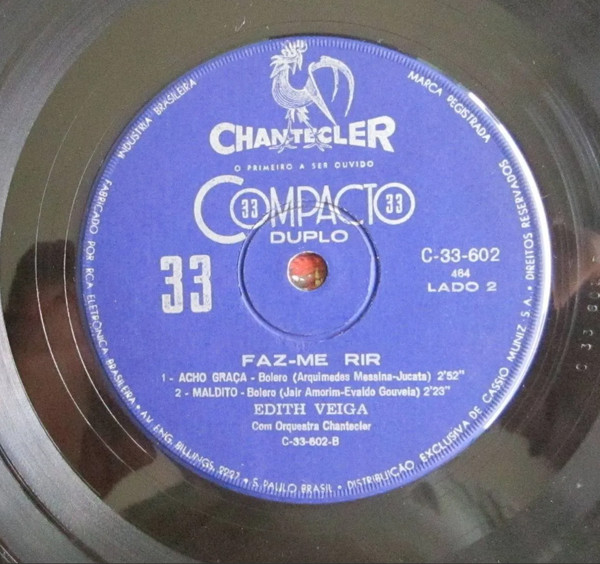 INDÚSTRIA BRASILEIRA
MARCA REGISTRADA
CHANTECLER
O PRIMEIRO A SER OUVIDO
COMPACTO
33 33
DUPLO
33
C-33-602
464
LADO 2
FAZ-ME RIR
1 - ACHO GRAÇA - Bolero (Arquimedes Messina-Jucata) 2'52"
2 - MALDITO - Bolero (Jair Amorim-Evaldo Gouveia) 2'23"
EDITH VEIGA
Com Orquestra Chantecler
C-33-602-B
FABRICADO POR RCA ELETRÔNICA BRASILEIRA • AV. ENG. BILLINGS, 2227 • S. PAULO BRASIL • DISTRIBUIÇÃO EXCLUSIVA DE CASSIO MUNIZ S.A. • DIREITOS RESERVADOS